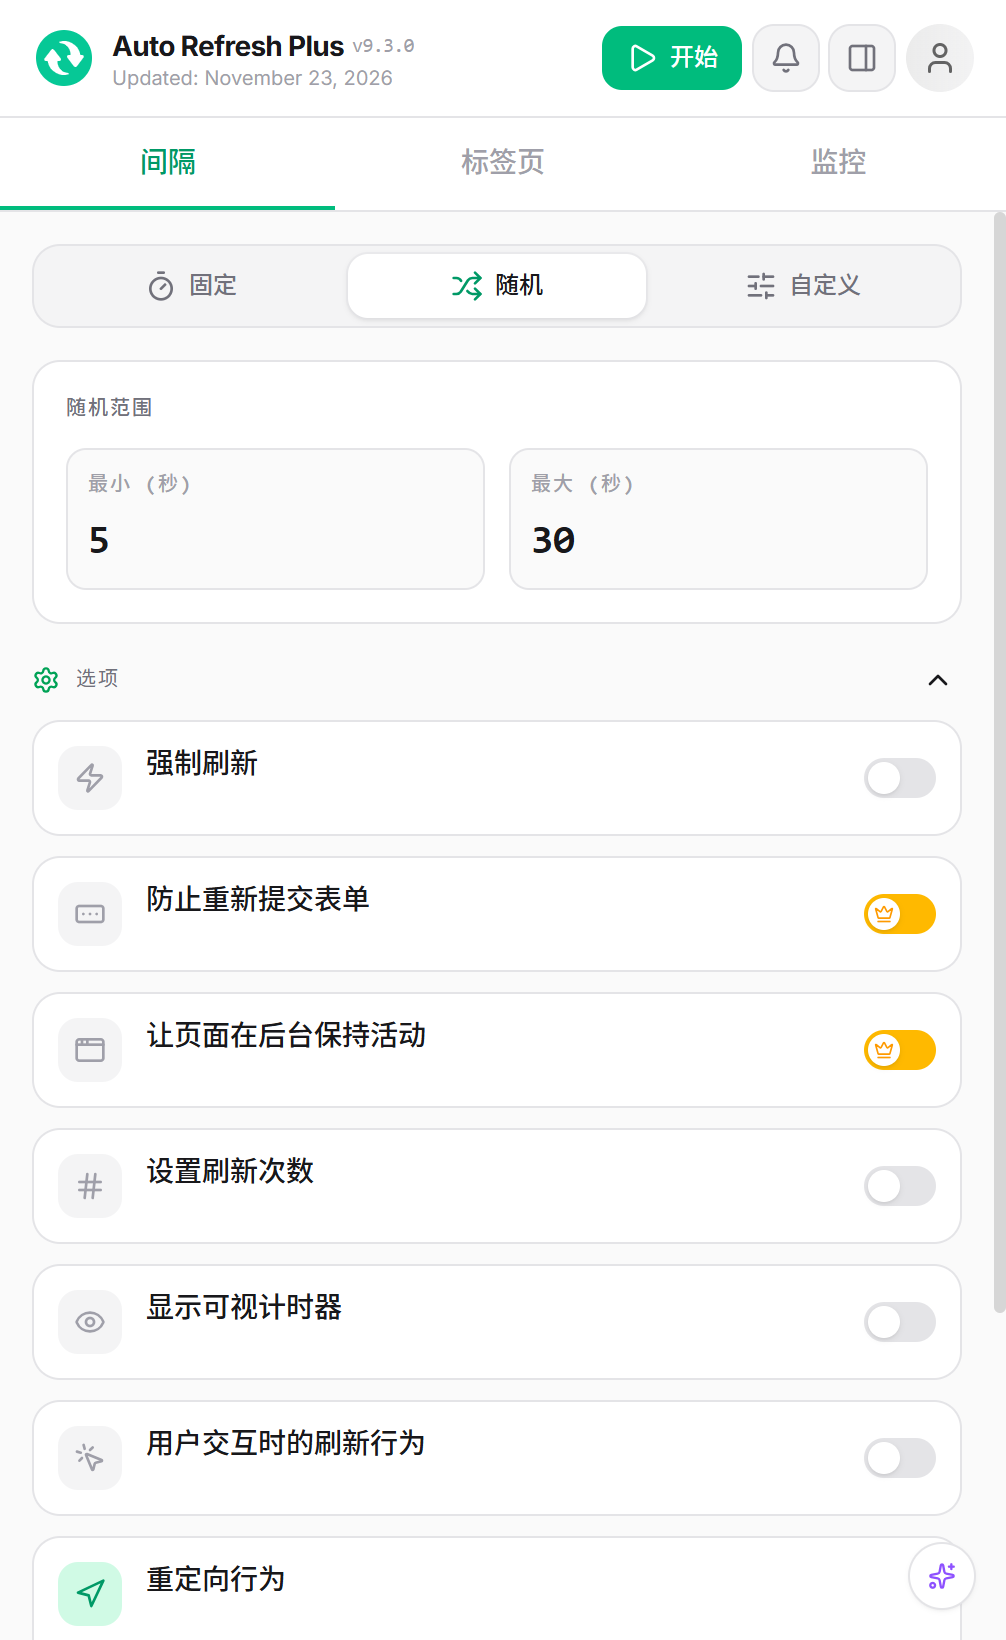 Auto Refresh Plus v9.3.0
Updated: November 23, 2026
开始
间隔
标签页
监控
固定
随机
自定义
随机范围
最小 (秒)
最大 (秒)
5
30
选项
强制刷新
防止重新提交表单
让页面在后台保持活动
设置刷新次数
显示可视计时器
用户交互时的刷新行为
重定向行为